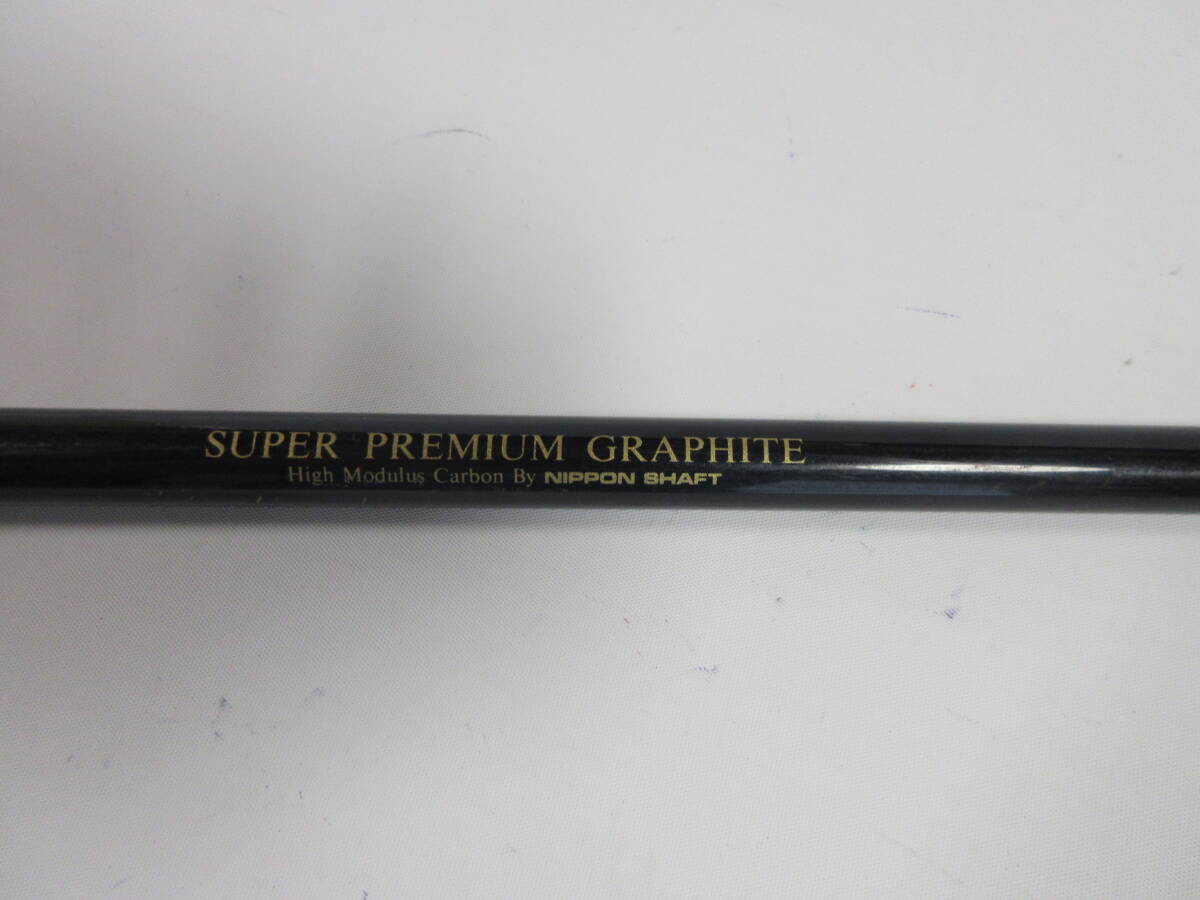 SUPER PREMIUM GRAPHITE
High Modulus Carbon By NIPPON SHAFT